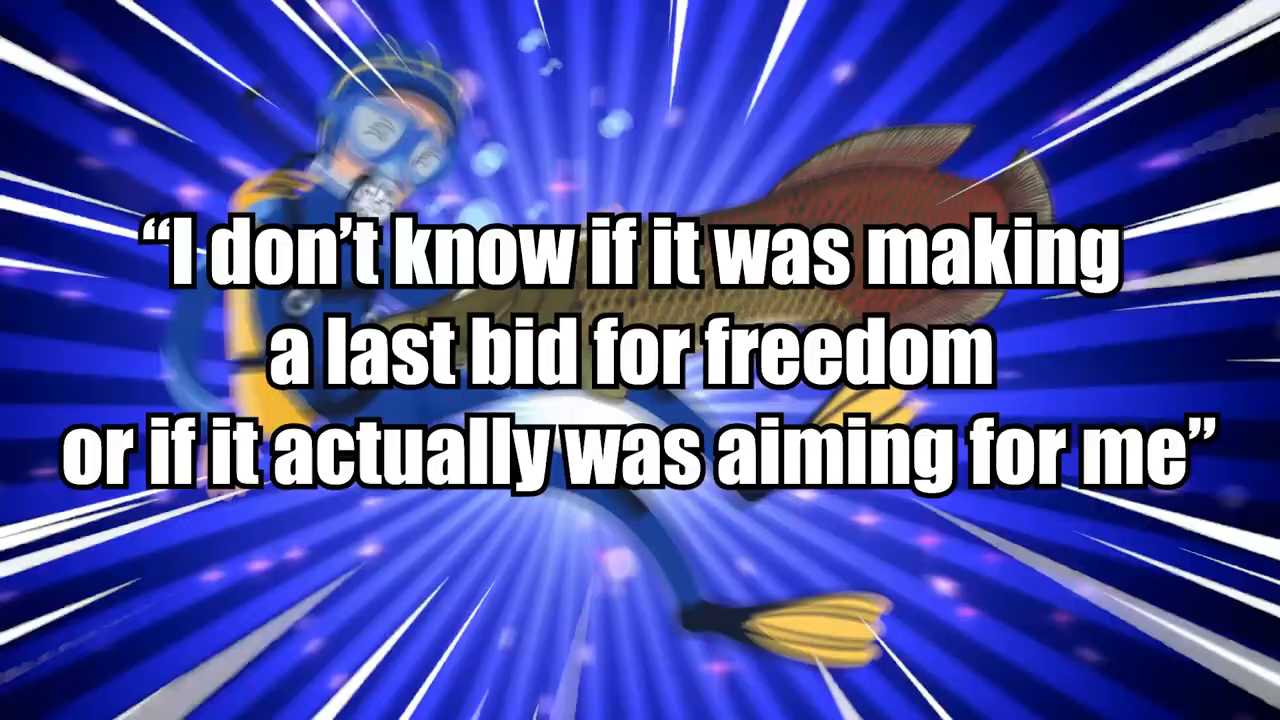 “I don’t know if it was making
a last bid for freedom
or if it actually was aiming for me”